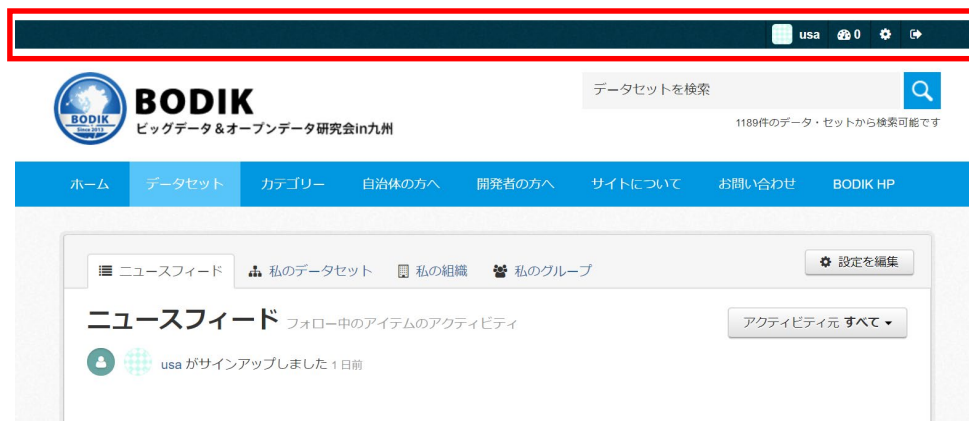 usa 0
BODIK
ビッグデータ&オープンデータ研究会in九州
BODIK
Since 2013
データセットを検索
1189件のデータ・セットから検索可能です
ホーム データセット カテゴリー 自治体の方へ 開発者の方へ サイトについて お問い合わせ BODIK HP
ニュースフィード 私のデータセット 私の組織 私のグループ 設定を編集
ニュースフィード フォロー中のアイテムのアクティビティ アクティビティ元 すべて
usa がサインアップしました 1 日前